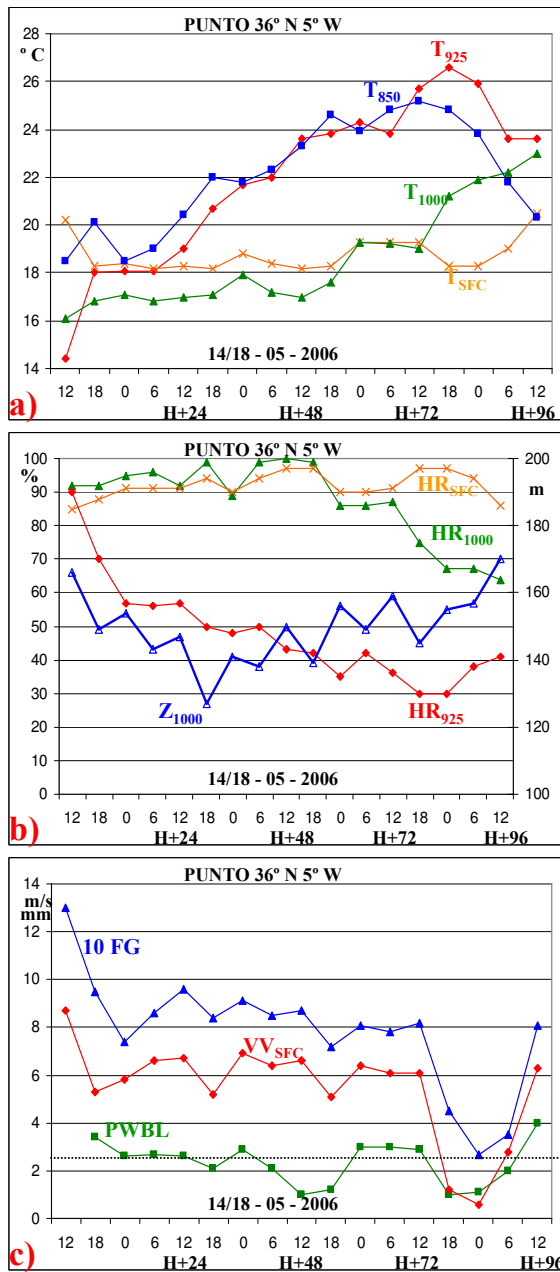 PUNTO 36º N 5º W
28
º C
T925
26
T850
24
22
T1000
20
18
TSFC
16
14/18 - 05 - 2006
14
a)
12 18 0 6 12 18 0 6 12 18 0 6 12 18 0 6 12
H+24 H+48 H+72 H+96
PUNTO 36º N 5º W
100 200
% m
90
HRSFC
80 180
HR1000
70
60 160
50
40 140
30
Z1000 HR925
20 120
10
14/18 - 05 - 2006
0 100
b)
12 18 0 6 12 18 0 6 12 18 0 6 12 18 0 6 12
H+24 H+48 H+72 H+96
PUNTO 36º N 5º W
14
m/s
mm
12
10 FG
10
8
VVSFC
6
4
PWBL
2
14/18 - 05 - 2006
0
c)
12 18 0 6 12 18 0 6 12 18 0 6 12 18 0 6 12
H+24 H+48 H+72 H+96